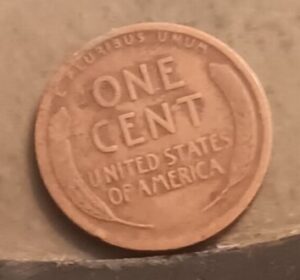 E PLURIBUS UNUM
ONE
CENT
UNITED STATES
OF AMERICA